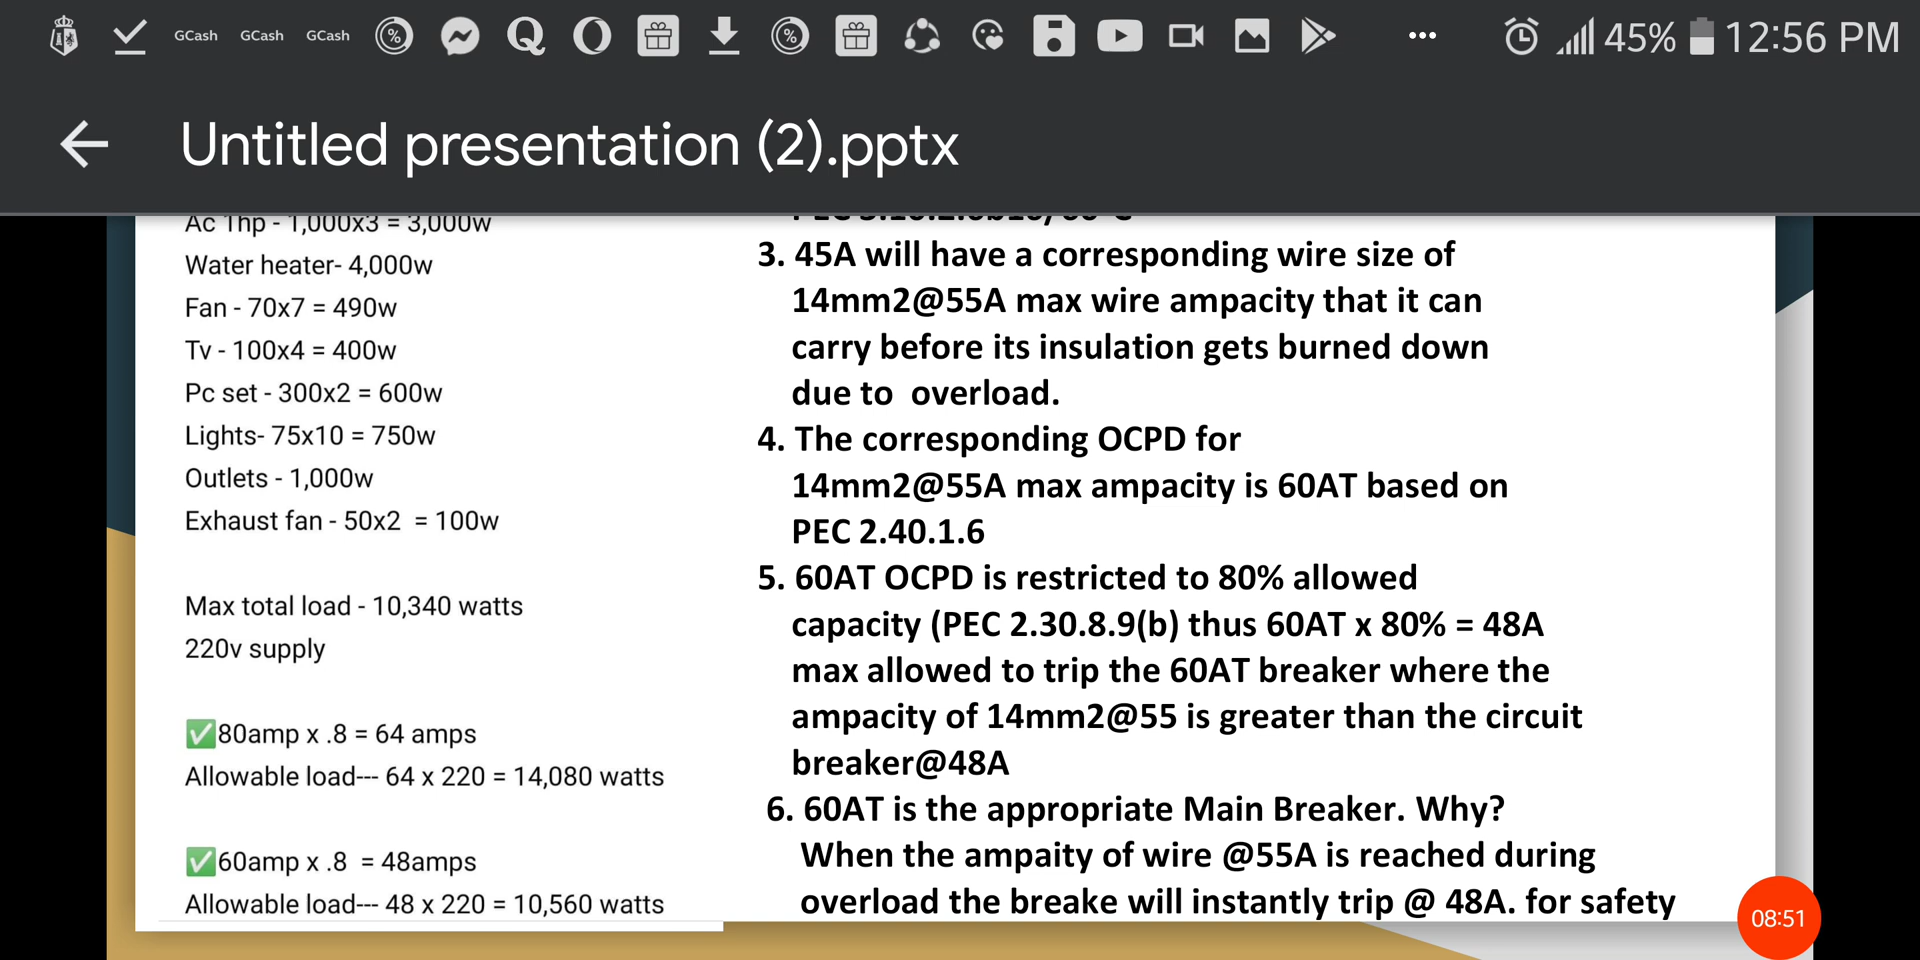 GCash GCash GCash
45% 12:56 PM
Untitled presentation (2).pptx
Ac 1hp - 1,000x3 = 3,000w
Water heater- 4,000w
Fan - 70x7 = 490w
Tv - 100x4 = 400w
Pc set - 300x2 = 600w
Lights- 75x10 = 750w
Outlets - 1,000w
Exhaust fan - 50x2 = 100w
Max total load - 10,340 watts
220v supply
✅80amp x .8 = 64 amps
Allowable load--- 64 x 220 = 14,080 watts
✅60amp x .8 = 48amps
Allowable load--- 48 x 220 = 10,560 watts
3. 45A will have a corresponding wire size of
14mm2@55A max wire ampacity that it can
carry before its insulation gets burned down
due to overload.
4. The corresponding OCPD for
14mm2@55A max ampacity is 60AT based on
PEC 2.40.1.6
5. 60AT OCPD is restricted to 80% allowed
capacity (PEC 2.30.8.9(b) thus 60AT x 80% = 48A
max allowed to trip the 60AT breaker where the
ampacity of 14mm2@55 is greater than the circuit
breaker@48A
6. 60AT is the appropriate Main Breaker. Why?
When the ampaity of wire @55A is reached during
overload the breake will instantly trip @ 48A. for safety
08:51